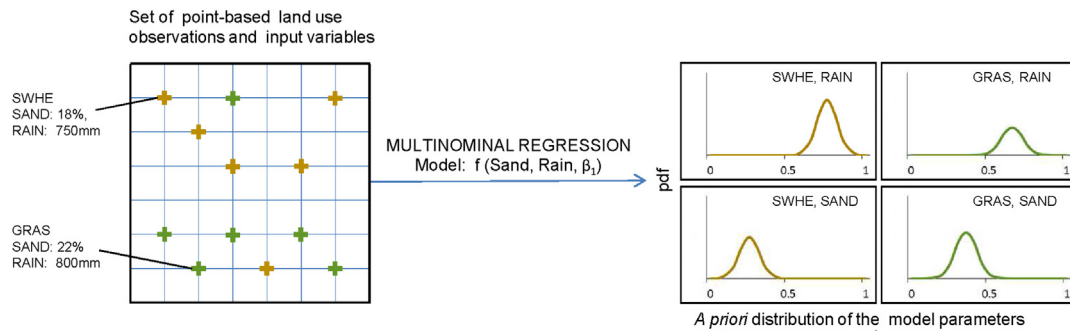 Set of point-based land use
observations and input variables
SWHE
SAND: 18%,
RAIN: 750mm
GRAS
SAND: 22%
RAIN: 800mm
MULTINOMINAL REGRESSION
Model: f (Sand, Rain, β₁)
pdf
SWHE, RAIN
0 0.5 1
GRAS, RAIN
0 0.5 1
SWHE, SAND
0 0.5 1
GRAS, SAND
0 0.5 1
A priori distribution of the model parameters